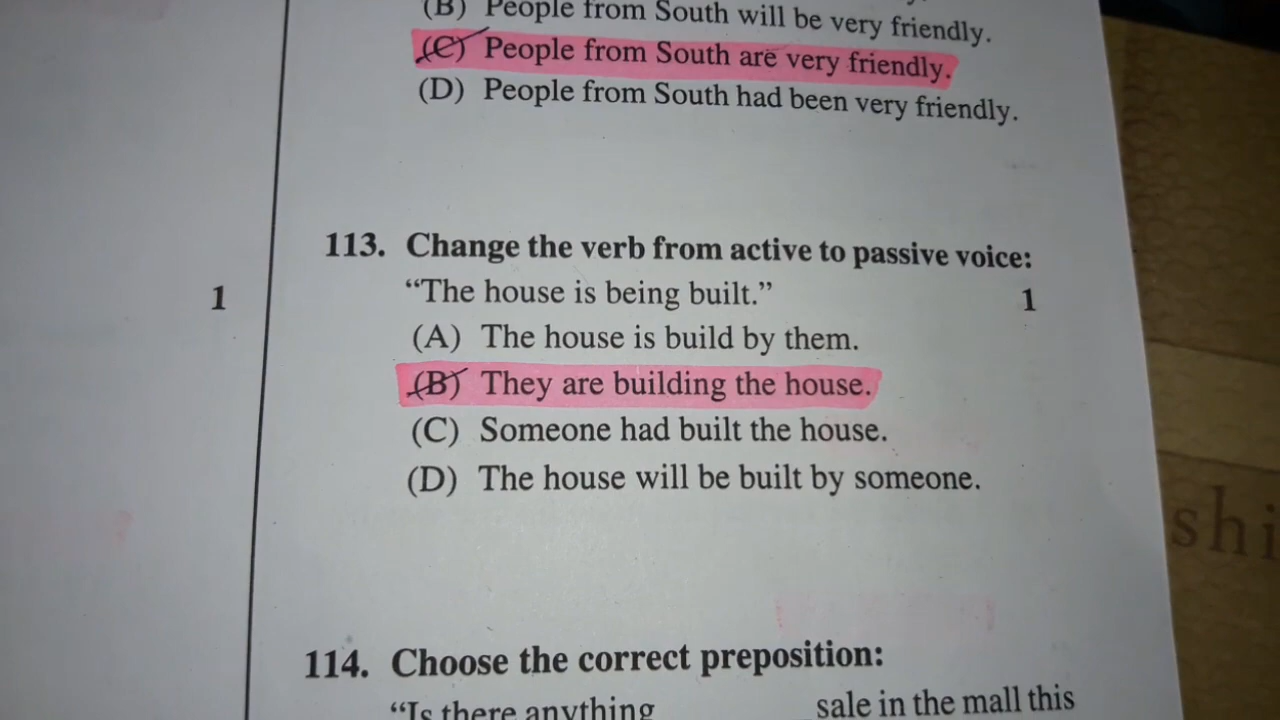 (B) People from South will be very friendly.
(C) People from South are very friendly.
(D) People from South had been very friendly.
113. Change the verb from active to passive voice:
"The house is being built."
1
1
(A) The house is build by them.
(B) They are building the house.
(C) Someone had built the house.
(D) The house will be built by someone.
shi
114. Choose the correct preposition:
"Is there anything ______ sale in the mall this